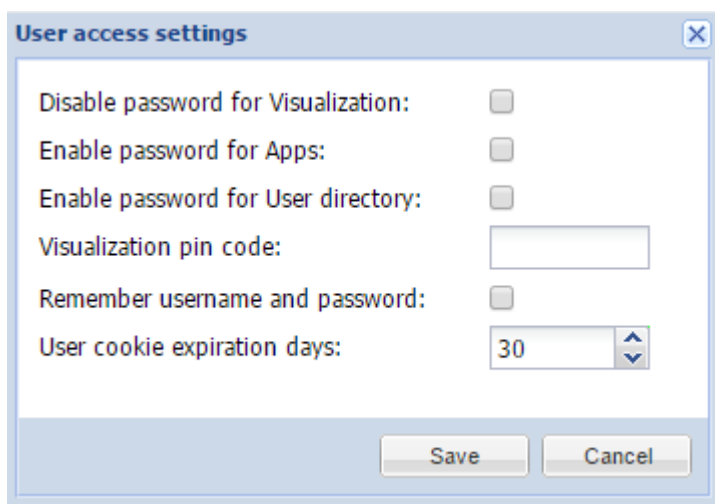 User access settings
Disable password for Visualization:
Enable password for Apps:
Enable password for User directory:
Visualization pin code:
Remember username and password:
User cookie expiration days: 30
Save Cancel